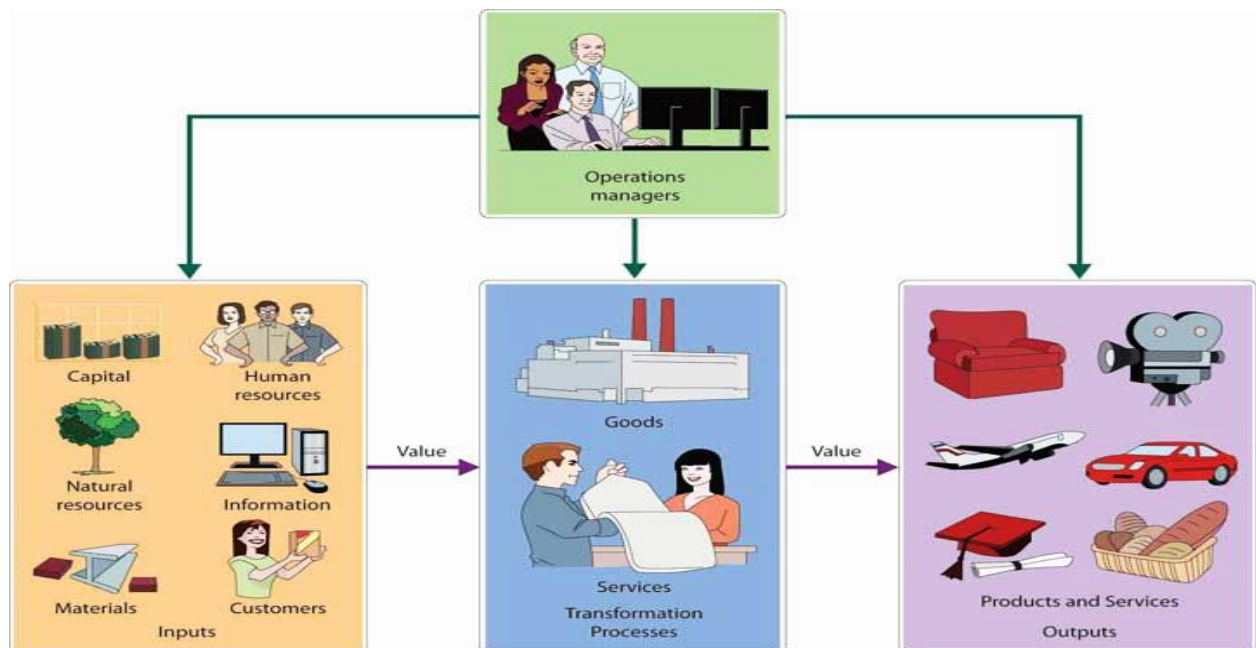 Operations
managers
Capital
Human
resources
Natural
resources
Information
Materials
Customers
Inputs
Value
Goods
Services
Transformation
Processes
Value
Products and Services
Outputs